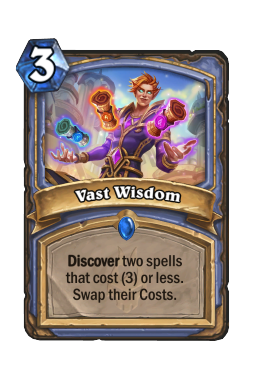 3
Vast Wisdom
Discover two spells
that cost (3) or less.
Swap their Costs.